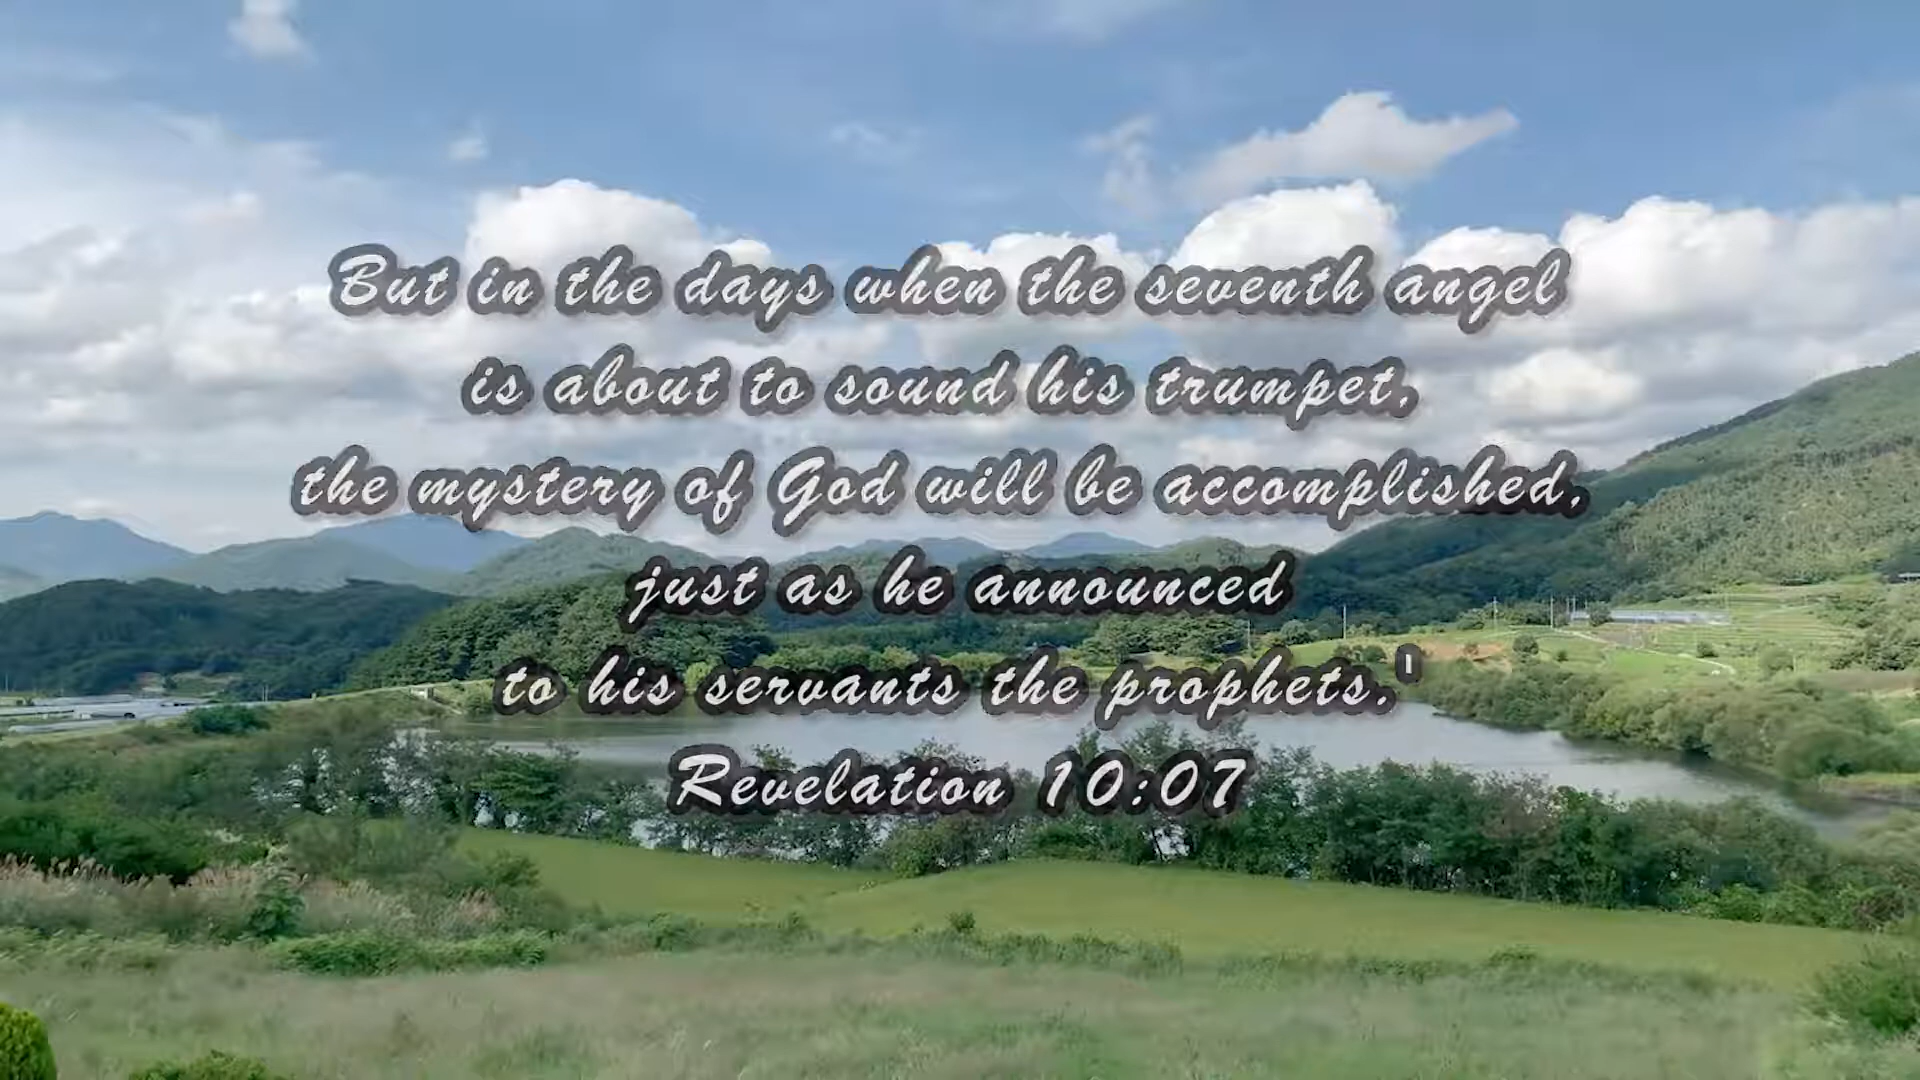 But in the days when the seventh angel
is about to sound his trumpet,
the mystery of God will be accomplished,
just as he announced
to his servants the prophets.'
Revelation 10:07